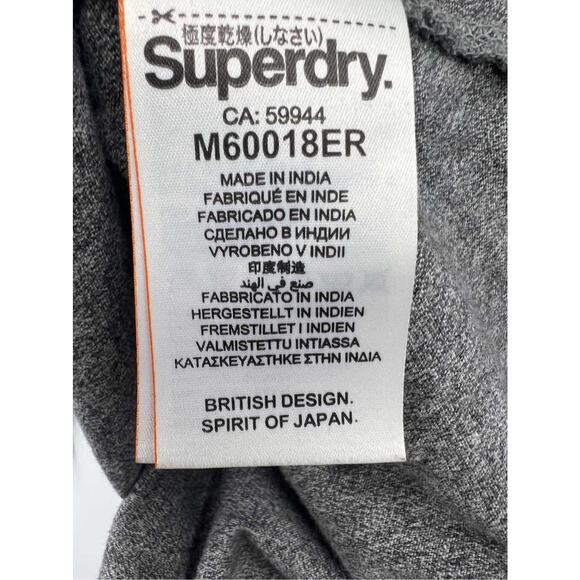 極度乾燥(しなさい)
Superdry.
CA: 59944
M60018ER
MADE IN INDIA
FABRIQUÉ EN INDE
FABRICADO EN INDIA
СДЕЛАНО В ИНДИИ
VYROBENO V INDII
印度制造
صنع في الهند
FABBRICATO IN INDIA
HERGESTELLT IN INDIEN
FREMSTILLET I INDIEN
VALMISTETTU INTIASSA
ΚΑΤΑΣΚΕΥΑΣΤΗΚΕ ΣΤΗΝ ΙΝΔΙΑ
BRITISH DESIGN.
SPIRIT OF JAPAN.